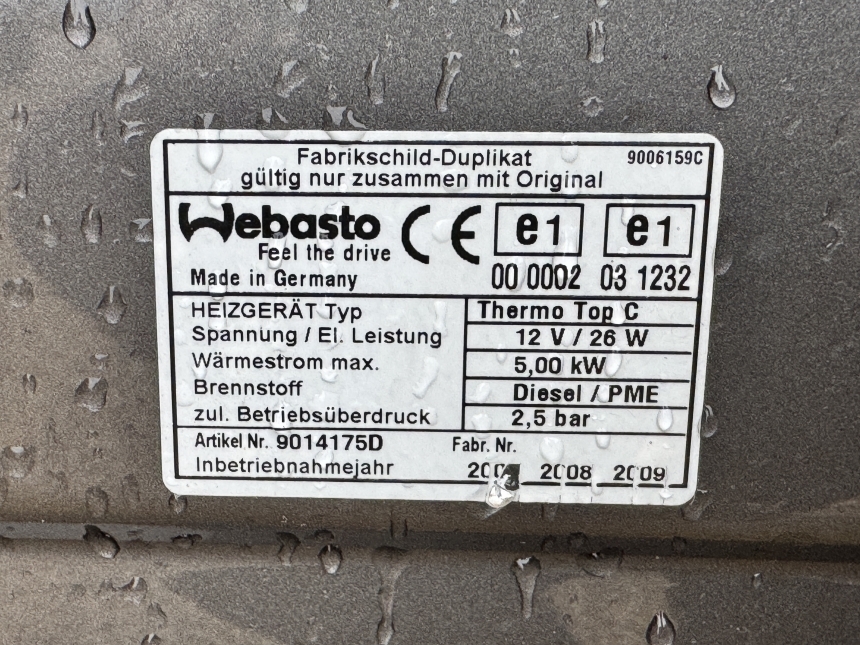 Fabrikschild-Duplikat 9006159C
gültig nur zusammen mit Original
Webasto
Feel the drive
Made in Germany
CE
e1 e1
00 0002 03 1232
HEIZGERÄT Typ Thermo Top C
Spannung / El. Leistung 12 V / 26 W
Wärmestrom max. 5,00 kW
Brennstoff Diesel / PME
zul. Betriebsüberdruck 2,5 bar
Artikel Nr. 9014175D Fabr. Nr.
Inbetriebnahmejahr 2008 2009